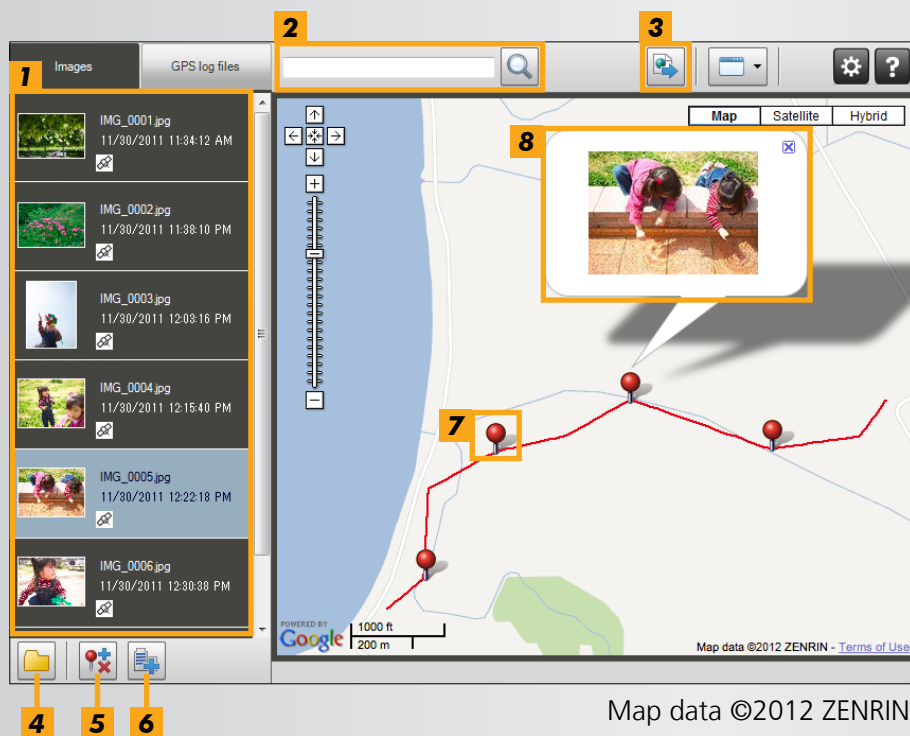 2
3
1
Images
GPS log files
IMG_0001.jpg
11/30/2011 11:34:12 AM
IMG_0002.jpg
11/30/2011 11:38:10 PM
IMG_0003.jpg
11/30/2011 12:03:16 PM
IMG_0004.jpg
11/30/2011 12:15:40 PM
IMG_0005.jpg
11/30/2011 12:22:18 PM
IMG_0006.jpg
11/30/2011 12:30:38 PM
Map
Satellite
Hybrid
8
7
POWERED BY
Google
1000 ft
200 m
Map data ©2012 ZENRIN - Terms of Use
4
5
6
Map data ©2012 ZENRIN